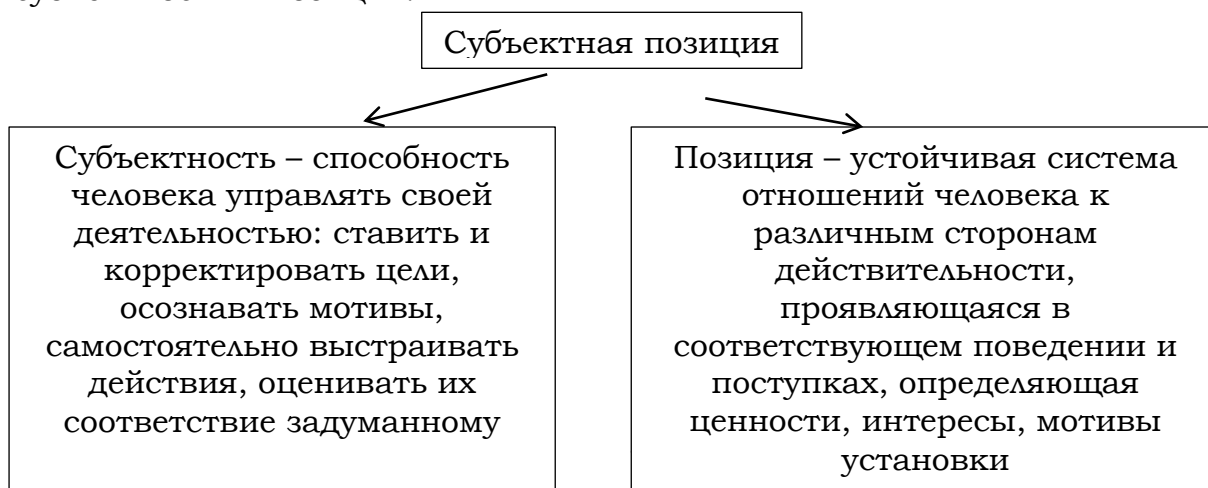 Субъектная позиция
Субъектность – способность
человека управлять своей
деятельностью: ставить и
корректировать цели,
осознавать мотивы,
самостоятельно выстраивать
действия, оценивать их
соответствие задуманному
Позиция – устойчивая система
отношений человека к
различным сторонам
действительности,
проявляющаяся в
соответствующем поведении и
поступках, определяющая
ценности, интересы, мотивы
установки